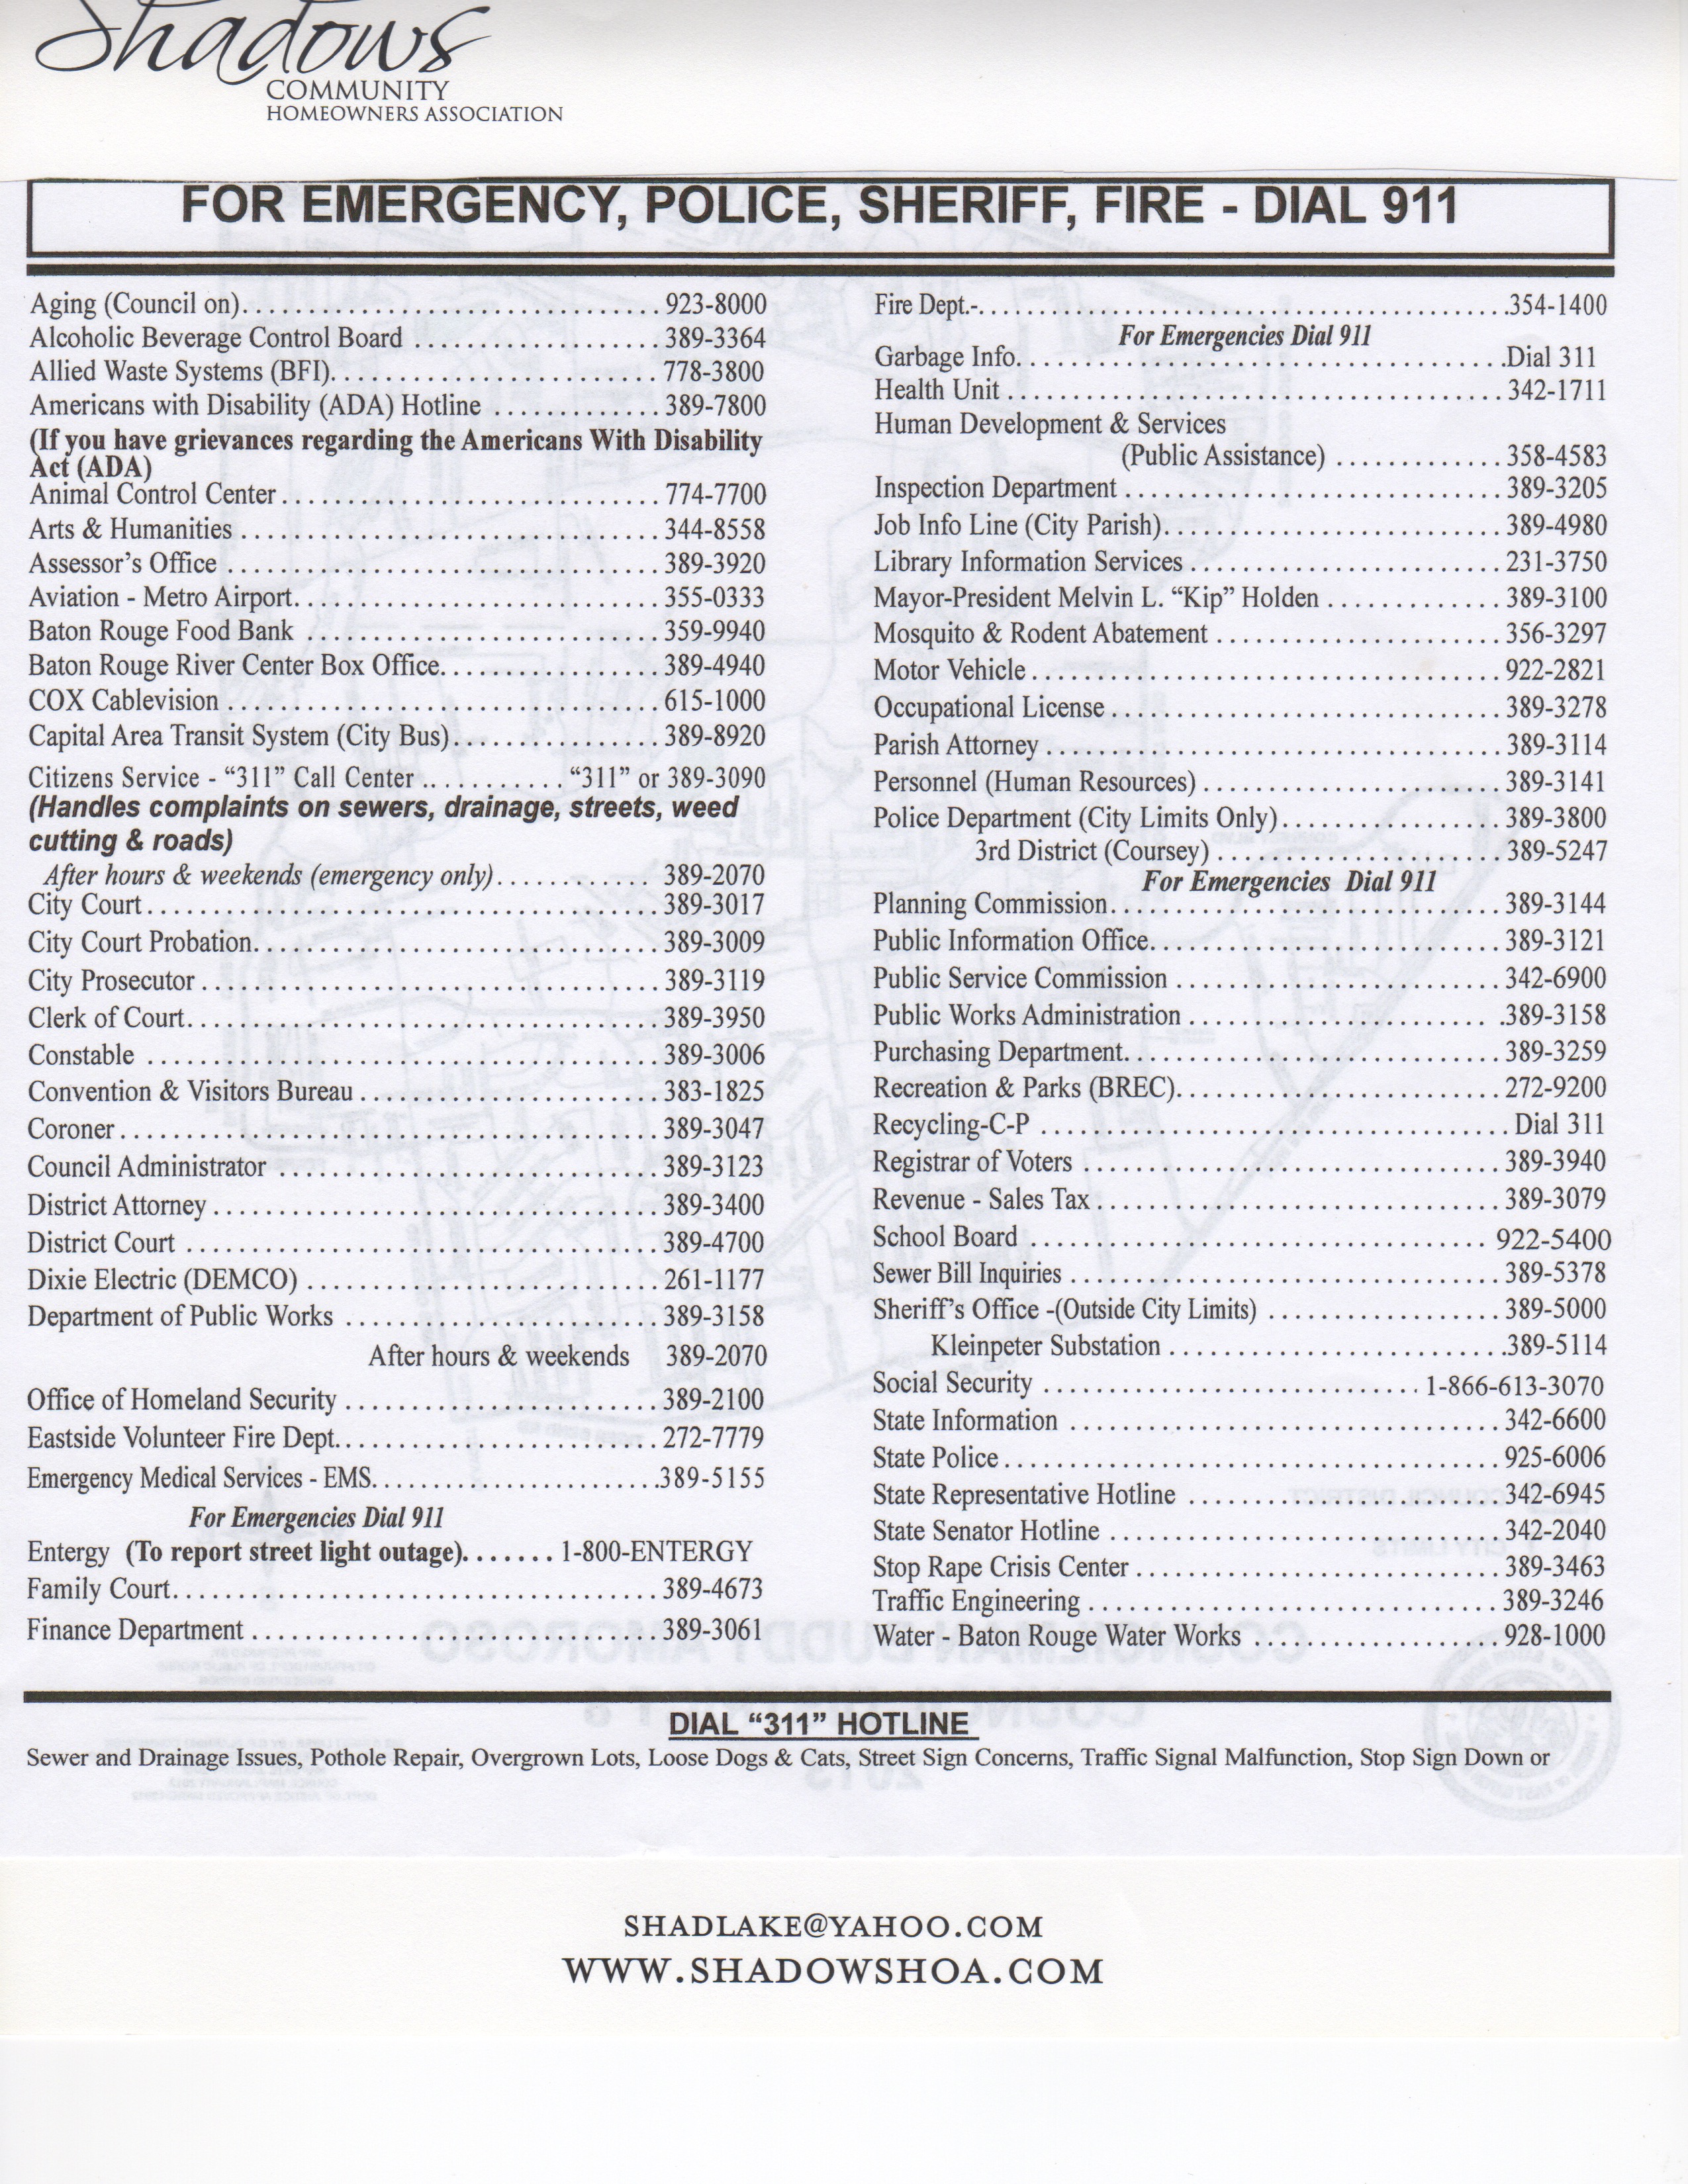 Shadows
COMMUNITY
HOMEOWNERS ASSOCIATION
FOR EMERGENCY, POLICE, SHERIFF, FIRE - DIAL 911
Aging (Council on). . . . . . . . . . . . . . . . . . . . . . . . . . . . . . . 923-8000
Alcoholic Beverage Control Board . . . . . . . . . . . . . . . . . . 389-3364
Allied Waste Systems (BFI). . . . . . . . . . . . . . . . . . . . . . . . 778-3800
Americans with Disability (ADA) Hotline . . . . . . . . . . . . 389-7800
(If you have grievances regarding the Americans With Disability
Act (ADA)
Animal Control Center . . . . . . . . . . . . . . . . . . . . . . . . . . . . 774-7700
Arts & Humanities . . . . . . . . . . . . . . . . . . . . . . . . . . . . . . . 344-8558
Assessor’s Office . . . . . . . . . . . . . . . . . . . . . . . . . . . . . . . . 389-3920
Aviation - Metro Airport. . . . . . . . . . . . . . . . . . . . . . . . . . . 355-0333
Baton Rouge Food Bank . . . . . . . . . . . . . . . . . . . . . . . . . . 359-9940
Baton Rouge River Center Box Office. . . . . . . . . . . . . . . . 389-4940
COX Cablevision . . . . . . . . . . . . . . . . . . . . . . . . . . . . . . . . 615-1000
Capital Area Transit System (City Bus) . . . . . . . . . . . . . . . 389-8920
Citizens Service - “311” Call Center . . . . . . . . . . . “311” or 389-3090
(Handles complaints on sewers, drainage, streets, weed
cutting & roads)
After hours & weekends (emergency only) . . . . . . . . . . . . 389-2070
City Court . . . . . . . . . . . . . . . . . . . . . . . . . . . . . . . . . . . . . . 389-3017
City Court Probation. . . . . . . . . . . . . . . . . . . . . . . . . . . . . . 389-3009
City Prosecutor . . . . . . . . . . . . . . . . . . . . . . . . . . . . . . . . . . 389-3119
Clerk of Court. . . . . . . . . . . . . . . . . . . . . . . . . . . . . . . . . . . 389-3950
Constable . . . . . . . . . . . . . . . . . . . . . . . . . . . . . . . . . . . . . . 389-3006
Convention & Visitors Bureau . . . . . . . . . . . . . . . . . . . . . . 383-1825
Coroner . . . . . . . . . . . . . . . . . . . . . . . . . . . . . . . . . . . . . . . . 389-3047
Council Administrator . . . . . . . . . . . . . . . . . . . . . . . . . . . . 389-3123
District Attorney . . . . . . . . . . . . . . . . . . . . . . . . . . . . . . . . . 389-3400
District Court . . . . . . . . . . . . . . . . . . . . . . . . . . . . . . . . . . . 389-4700
Dixie Electric (DEMCO) . . . . . . . . . . . . . . . . . . . . . . . . . . 261-1177
Department of Public Works . . . . . . . . . . . . . . . . . . . . . . . 389-3158
After hours & weekends 389-2070
Office of Homeland Security . . . . . . . . . . . . . . . . . . . . . . . 389-2100
Eastside Volunteer Fire Dept. . . . . . . . . . . . . . . . . . . . . . . . 272-7779
Emergency Medical Services - EMS. . . . . . . . . . . . . . . . . . . . . .389-5155
For Emergencies Dial 911
Entergy (To report street light outage). . . . . . . 1-800-ENTERGY
Family Court. . . . . . . . . . . . . . . . . . . . . . . . . . . . . . . . . . . . 389-4673
Finance Department . . . . . . . . . . . . . . . . . . . . . . . . . . . . . . 389-3061
Fire Dept.-. . . . . . . . . . . . . . . . . . . . . . . . . . . . . . . . . . . . . . . .354-1400
For Emergencies Dial 911
Garbage Info. . . . . . . . . . . . . . . . . . . . . . . . . . . . . . . . . . . . .Dial 311
Health Unit . . . . . . . . . . . . . . . . . . . . . . . . . . . . . . . . . . . . . 342-1711
Human Development & Services
(Public Assistance) . . . . . . . . . . . . 358-4583
Inspection Department . . . . . . . . . . . . . . . . . . . . . . . . . . . . 389-3205
Job Info Line (City Parish). . . . . . . . . . . . . . . . . . . . . . . . . 389-4980
Library Information Services . . . . . . . . . . . . . . . . . . . . . . . 231-3750
Mayor-President Melvin L. “Kip” Holden . . . . . . . . . . . . . 389-3100
Mosquito & Rodent Abatement . . . . . . . . . . . . . . . . . . . . . 356-3297
Motor Vehicle . . . . . . . . . . . . . . . . . . . . . . . . . . . . . . . . . . . 922-2821
Occupational License . . . . . . . . . . . . . . . . . . . . . . . . . . . . . 389-3278
Parish Attorney . . . . . . . . . . . . . . . . . . . . . . . . . . . . . . . . . . 389-3114
Personnel (Human Resources) . . . . . . . . . . . . . . . . . . . . . . 389-3141
Police Department (City Limits Only) . . . . . . . . . . . . . . . . 389-3800
3rd District (Coursey) . . . . . . . . . . . . . . . . . . . . . 389-5247
For Emergencies Dial 911
Planning Commission. . . . . . . . . . . . . . . . . . . . . . . . . . . . . 389-3144
Public Information Office. . . . . . . . . . . . . . . . . . . . . . . . . . 389-3121
Public Service Commission . . . . . . . . . . . . . . . . . . . . . . . . 342-6900
Public Works Administration . . . . . . . . . . . . . . . . . . . . . . . .389-3158
Purchasing Department. . . . . . . . . . . . . . . . . . . . . . . . . . . . 389-3259
Recreation & Parks (BREC). . . . . . . . . . . . . . . . . . . . . . . . 272-9200
Recycling-C-P . . . . . . . . . . . . . . . . . . . . . . . . . . . . . . . . . . . Dial 311
Registrar of Voters . . . . . . . . . . . . . . . . . . . . . . . . . . . . . . . 389-3940
Revenue - Sales Tax . . . . . . . . . . . . . . . . . . . . . . . . . . . . . . 389-3079
School Board . . . . . . . . . . . . . . . . . . . . . . . . . . . . . . . . . . 922-5400
Sewer Bill Inquiries . . . . . . . . . . . . . . . . . . . . . . . . . . . . . . . . 389-5378
Sheriff’s Office -(Outside City Limits) . . . . . . . . . . . . . . . . . 389-5000
Kleinpeter Substation . . . . . . . . . . . . . . . . . . . . . . . . .389-5114
Social Security . . . . . . . . . . . . . . . . . . . . . . . . . . . . 1-866-613-3070
State Information . . . . . . . . . . . . . . . . . . . . . . . . . . . . . . . . 342-6600
State Police . . . . . . . . . . . . . . . . . . . . . . . . . . . . . . . . . . . . . 925-6006
State Representative Hotline . . . . . . . . . . . . . . . . . . . . . . . 342-6945
State Senator Hotline . . . . . . . . . . . . . . . . . . . . . . . . . . . . . 342-2040
Stop Rape Crisis Center . . . . . . . . . . . . . . . . . . . . . . . . . . . 389-3463
Traffic Engineering . . . . . . . . . . . . . . . . . . . . . . . . . . . . . . . 389-3246
Water - Baton Rouge Water Works . . . . . . . . . . . . . . . . . . 928-1000
DIAL “311” HOTLINE
Sewer and Drainage Issues, Pothole Repair, Overgrown Lots, Loose Dogs & Cats, Street Sign Concerns, Traffic Signal Malfunction, Stop Sign Down or
SHADLAKE@YAHOO.COM
WWW.SHADOWSHOA.COM